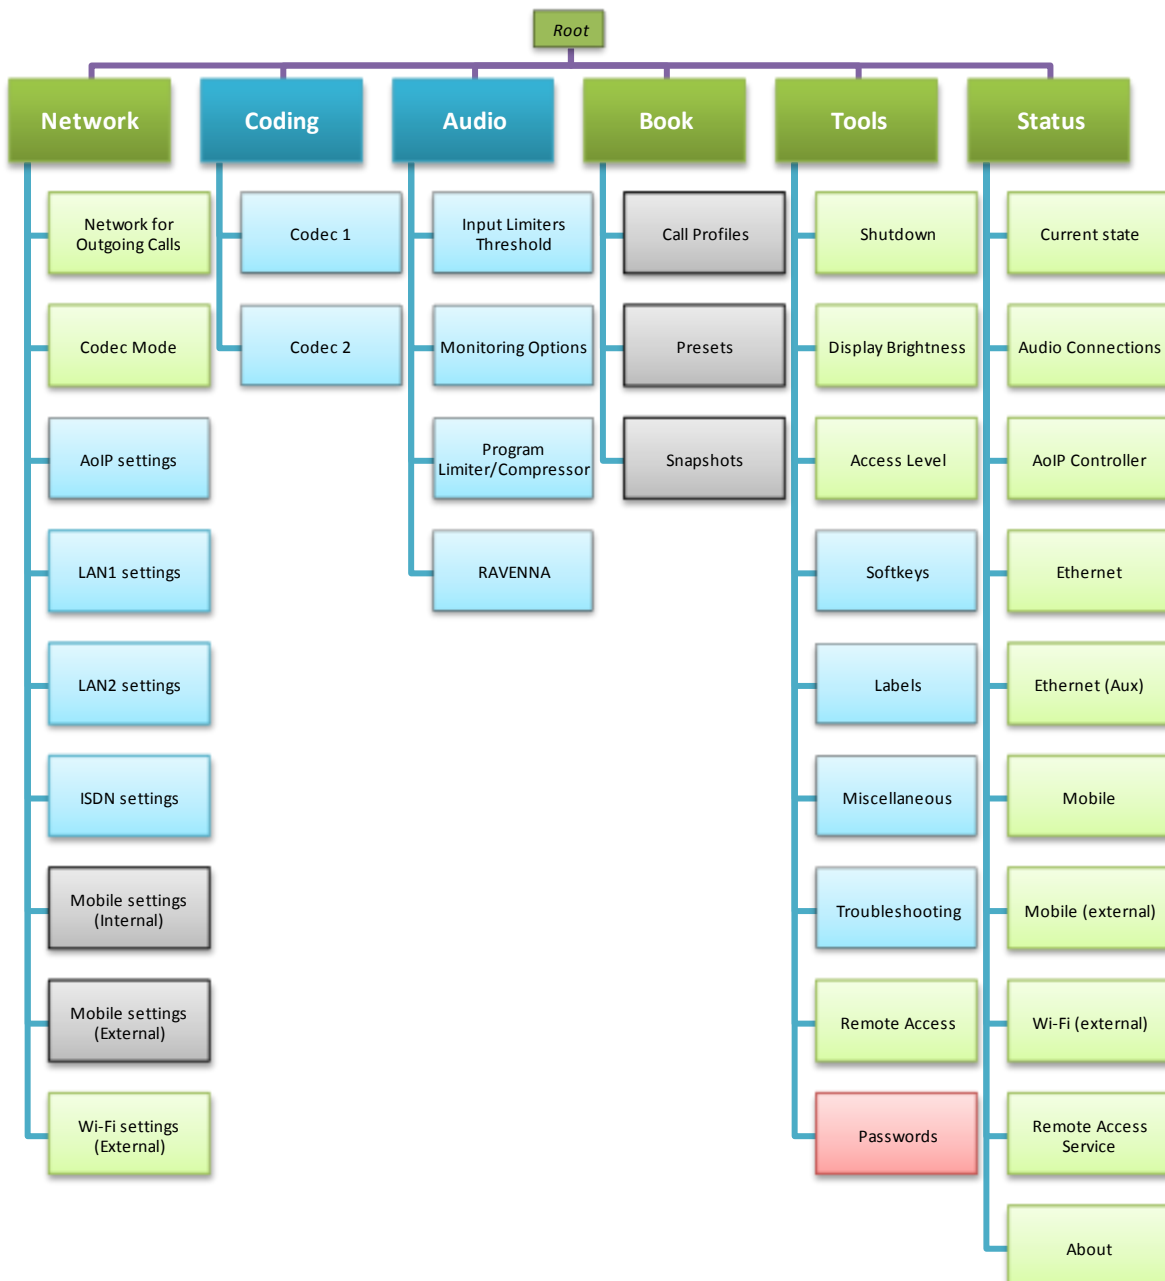 Root
Network
Coding
Audio
Book
Tools
Status
Network for
Outgoing Calls
Codec 1
Input Limiters
Threshold
Call Profiles
Shutdown
Current state
Codec Mode
Codec 2
Monitoring Options
Presets
Display Brightness
Audio Connections
AoIP settings
Program
Limiter/Compressor
Snapshots
Access Level
AoIP Controller
LAN1 settings
RAVENNA
Softkeys
Ethernet
LAN2 settings
Labels
Ethernet (Aux)
ISDN settings
Miscellaneous
Mobile
Mobile settings
(Internal)
Troubleshooting
Mobile (external)
Mobile settings
(External)
Remote Access
Wi-Fi (external)
Wi-Fi settings
(External)
Passwords
Remote Access
Service
About